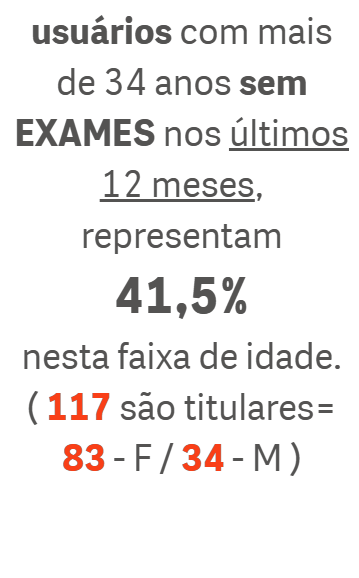 usuários com mais
de 34 anos sem
EXAMES nos últimos
12 meses,
representam
41,5%
nesta faixa de idade.
( 117 são titulares=
83 - F / 34 - M )